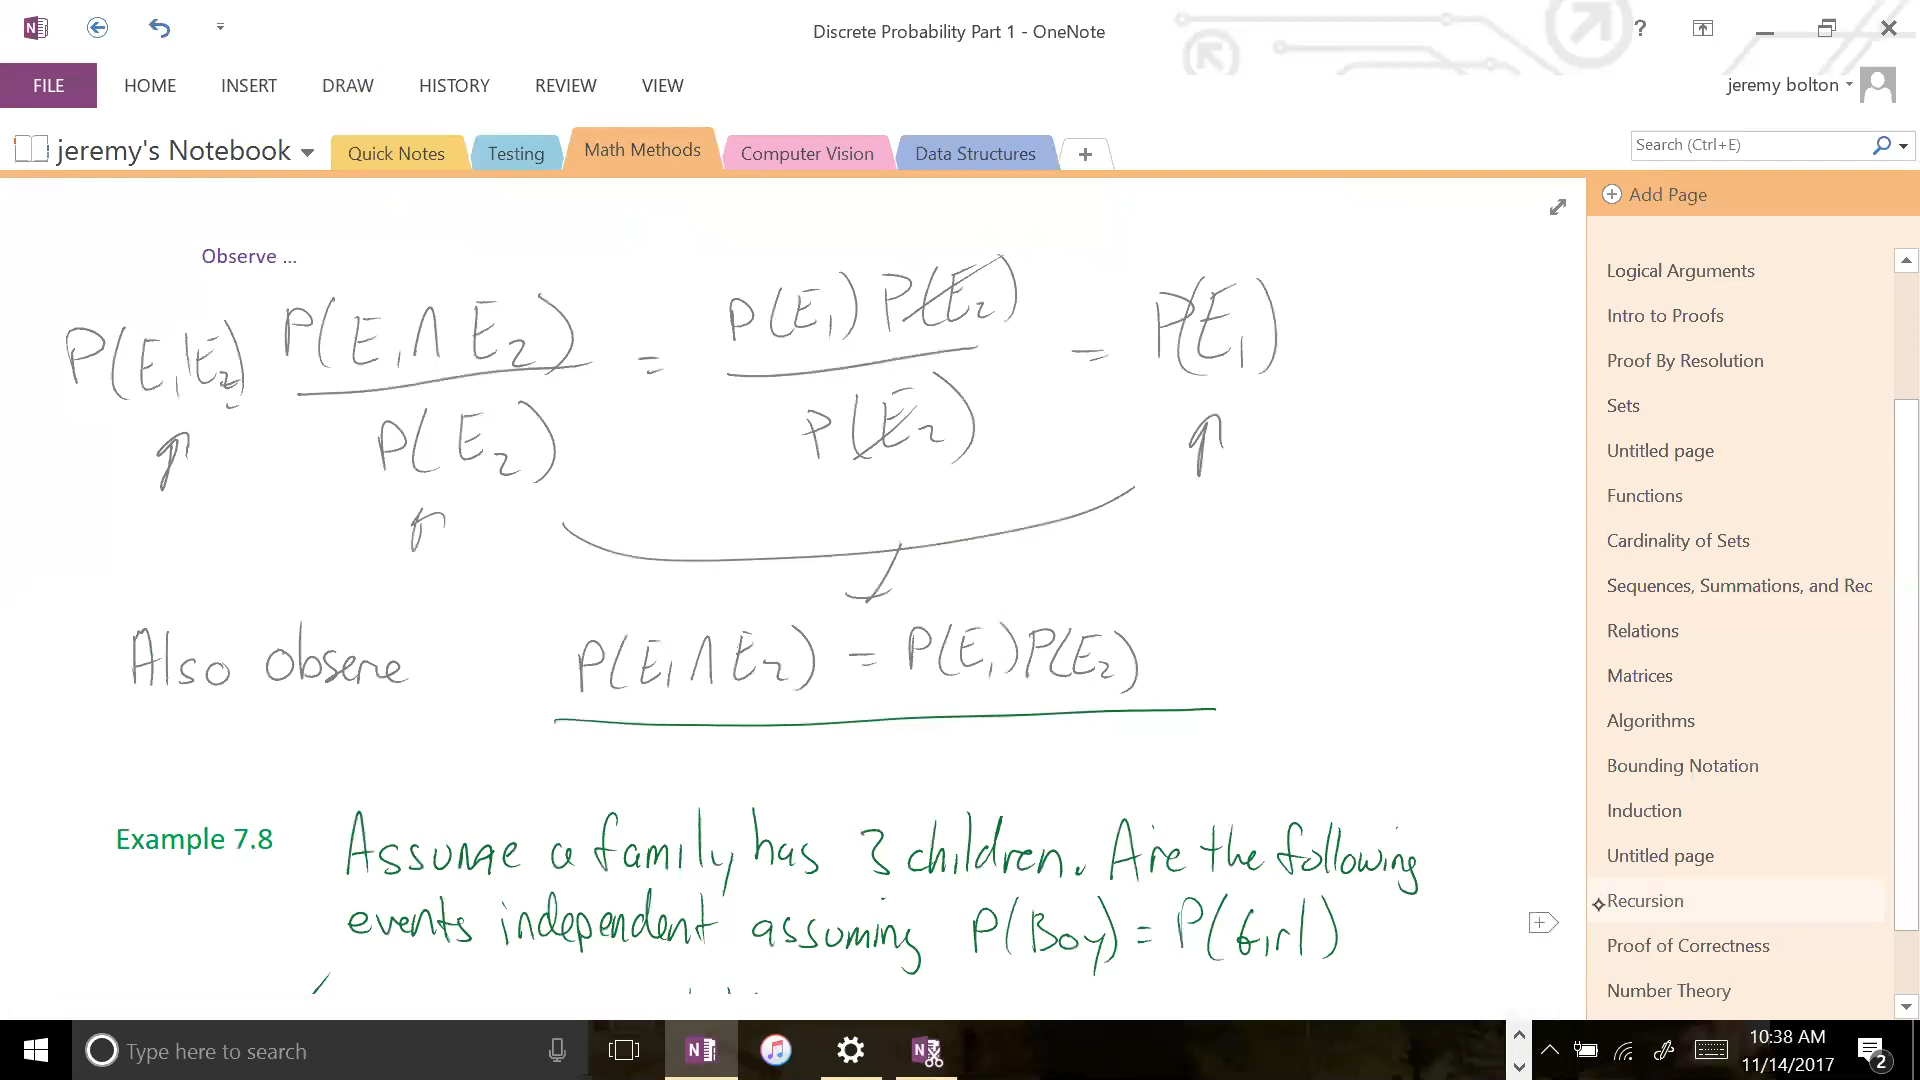 Discrete Probability Part 1 - OneNote
?
FILE HOME INSERT DRAW HISTORY REVIEW VIEW
jeremy bolton
jeremy's Notebook
Quick Notes
Testing
Math Methods
Computer Vision
Data Structures
+
Search (Ctrl+E)
Add Page
Logical Arguments
Intro to Proofs
Proof By Resolution
Sets
Untitled page
Functions
Cardinality of Sets
Sequences, Summations, and Rec
Relations
Matrices
Algorithms
Bounding Notation
Induction
Untitled page
Recursion
Proof of Correctness
Number Theory
Observe ...
P(E₁|E₂) P(E₁ ∧ E₂) = P(E₁) P(E₂) = P(E₁)
P(E₂) P(E₂)
Also obsere P(E₁ ∧ E₂) = P(E₁)P(E₂)
Example 7.8 Assume a family has 3 children. Are the following
events independent assuming P(Boy) = P(Girl)
Type here to search
10:38 AM
11/14/2017
2